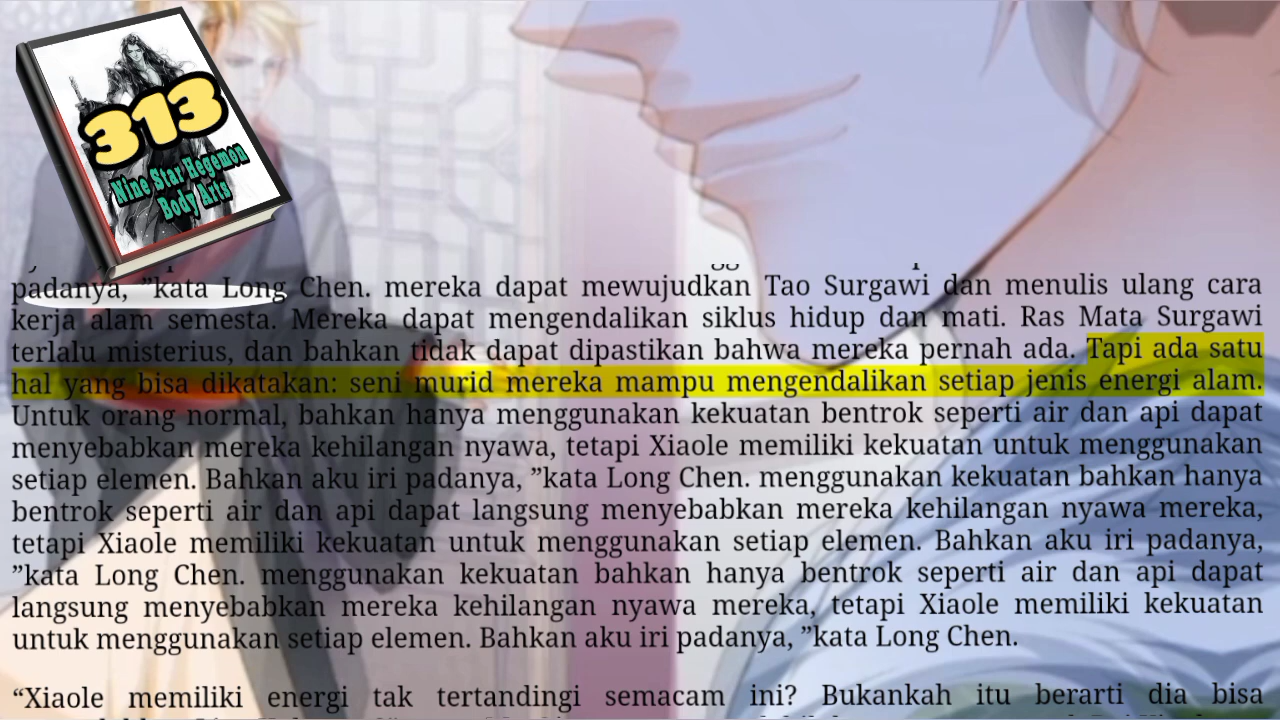 313
Nine Star Hegemon
Body Arts
padanya, ”kata Long Chen. mereka dapat mewujudkan Tao Surgawi dan menulis ulang cara
kerja alam semesta. Mereka dapat mengendalikan siklus hidup dan mati. Ras Mata Surgawi
terlalu misterius, dan bahkan tidak dapat dipastikan bahwa mereka pernah ada. Tapi ada satu
hal yang bisa dikatakan: seni murid mereka mampu mengendalikan setiap jenis energi alam.
Untuk orang normal, bahkan hanya menggunakan kekuatan bentrok seperti air dan api dapat
menyebabkan mereka kehilangan nyawa, tetapi Xiaole memiliki kekuatan untuk menggunakan
setiap elemen. Bahkan aku iri padanya, ”kata Long Chen. menggunakan kekuatan bahkan hanya
bentrok seperti air dan api dapat langsung menyebabkan mereka kehilangan nyawa mereka,
tetapi Xiaole memiliki kekuatan untuk menggunakan setiap elemen. Bahkan aku iri padanya,
”kata Long Chen. menggunakan kekuatan bahkan hanya bentrok seperti air dan api dapat
langsung menyebabkan mereka kehilangan nyawa mereka, tetapi Xiaole memiliki kekuatan
untuk menggunakan setiap elemen. Bahkan aku iri padanya, ”kata Long Chen.
“Xiaole memiliki energi tak tertandingi semacam ini? Bukankah itu berarti dia bisa